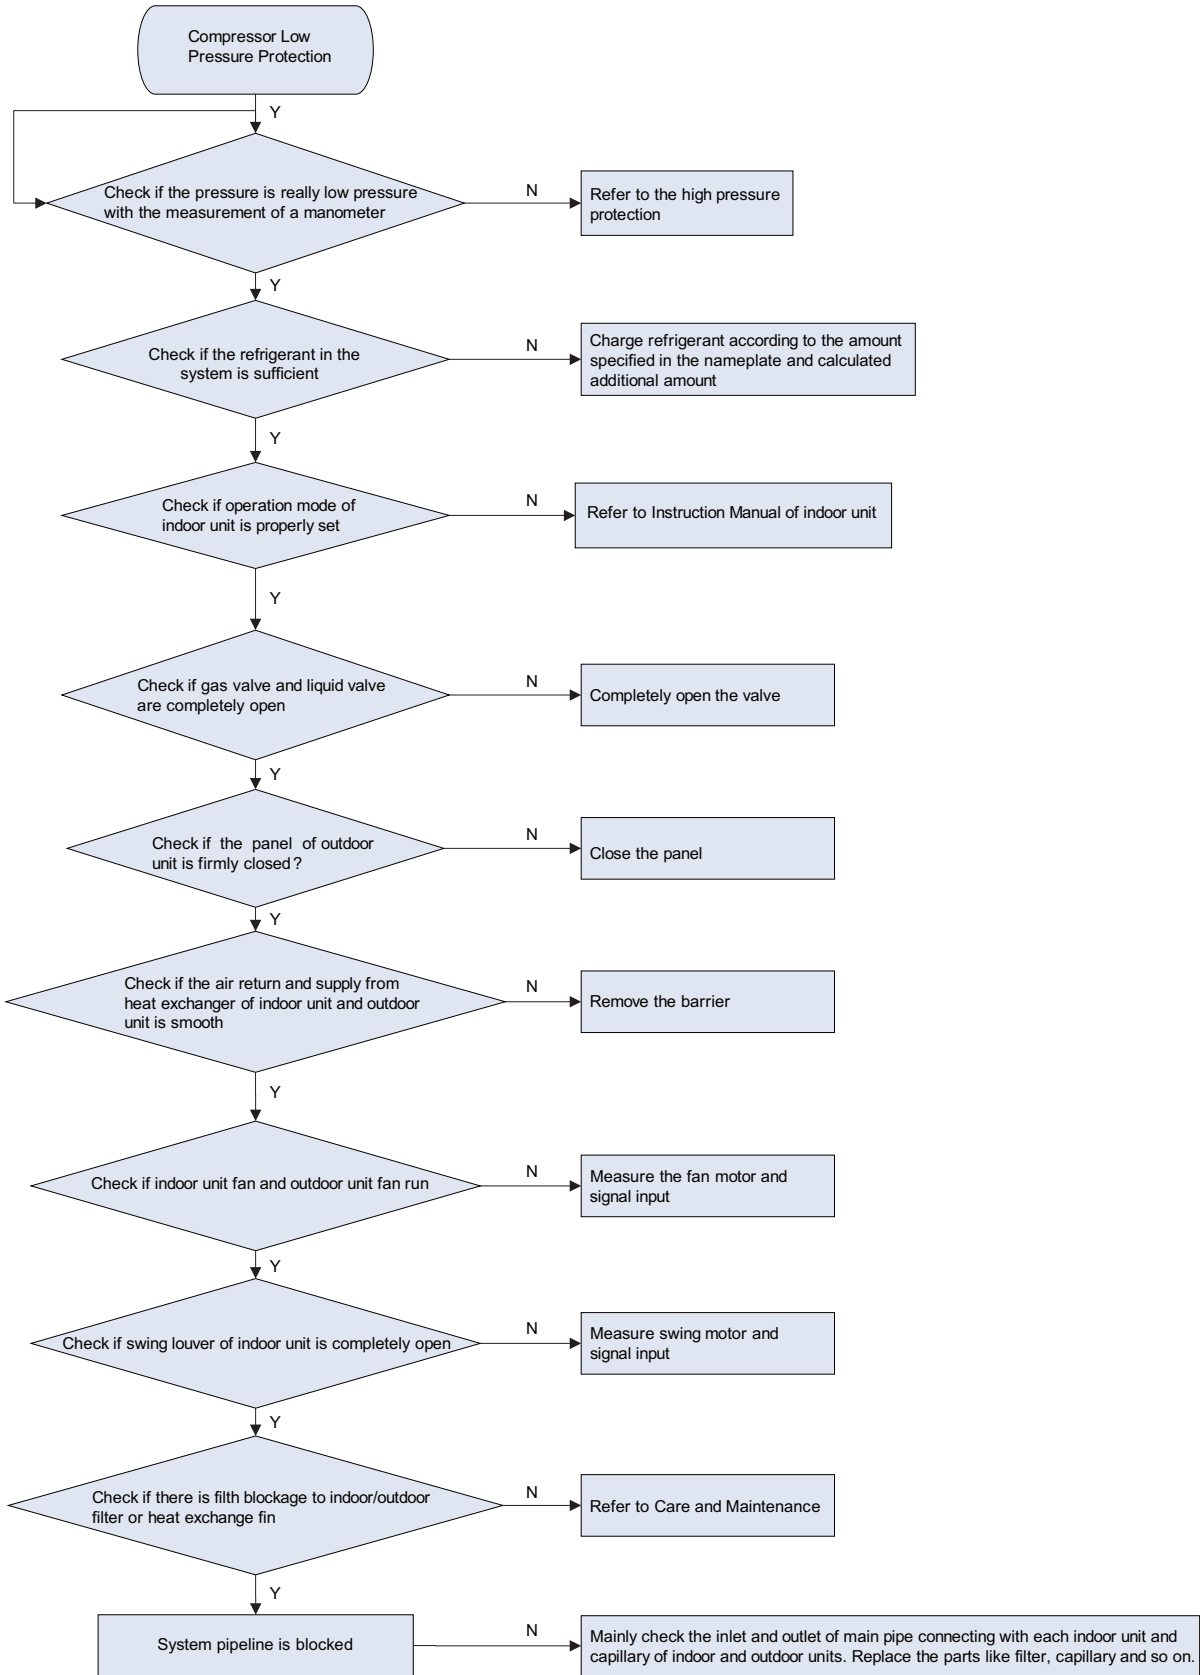 Compressor Low
Pressure Protection
Y
Check if the pressure is really low pressure
with the measurement of a manometer
N
Refer to the high pressure
protection
Y
Check if the refrigerant in the
system is sufficient
N
Charge refrigerant according to the amount
specified in the nameplate and calculated
additional amount
Y
Check if operation mode of
indoor unit is properly set
N
Refer to Instruction Manual of indoor unit
Y
Check if gas valve and liquid valve
are completely open
N
Completely open the valve
Y
Check if the panel of outdoor
unit is firmly closed?
N
Close the panel
Y
Check if the air return and supply from
heat exchanger of indoor unit and outdoor
unit is smooth
N
Remove the barrier
Y
Check if indoor unit fan and outdoor unit fan run
N
Measure the fan motor and
signal input
Y
Check if swing louver of indoor unit is completely open
N
Measure swing motor and
signal input
Y
Check if there is filth blockage to indoor/outdoor
filter or heat exchange fin
N
Refer to Care and Maintenance
Y
System pipeline is blocked
N
Mainly check the inlet and outlet of main pipe connecting with each indoor unit and
capillary of indoor and outdoor units. Replace the parts like filter, capillary and so on.